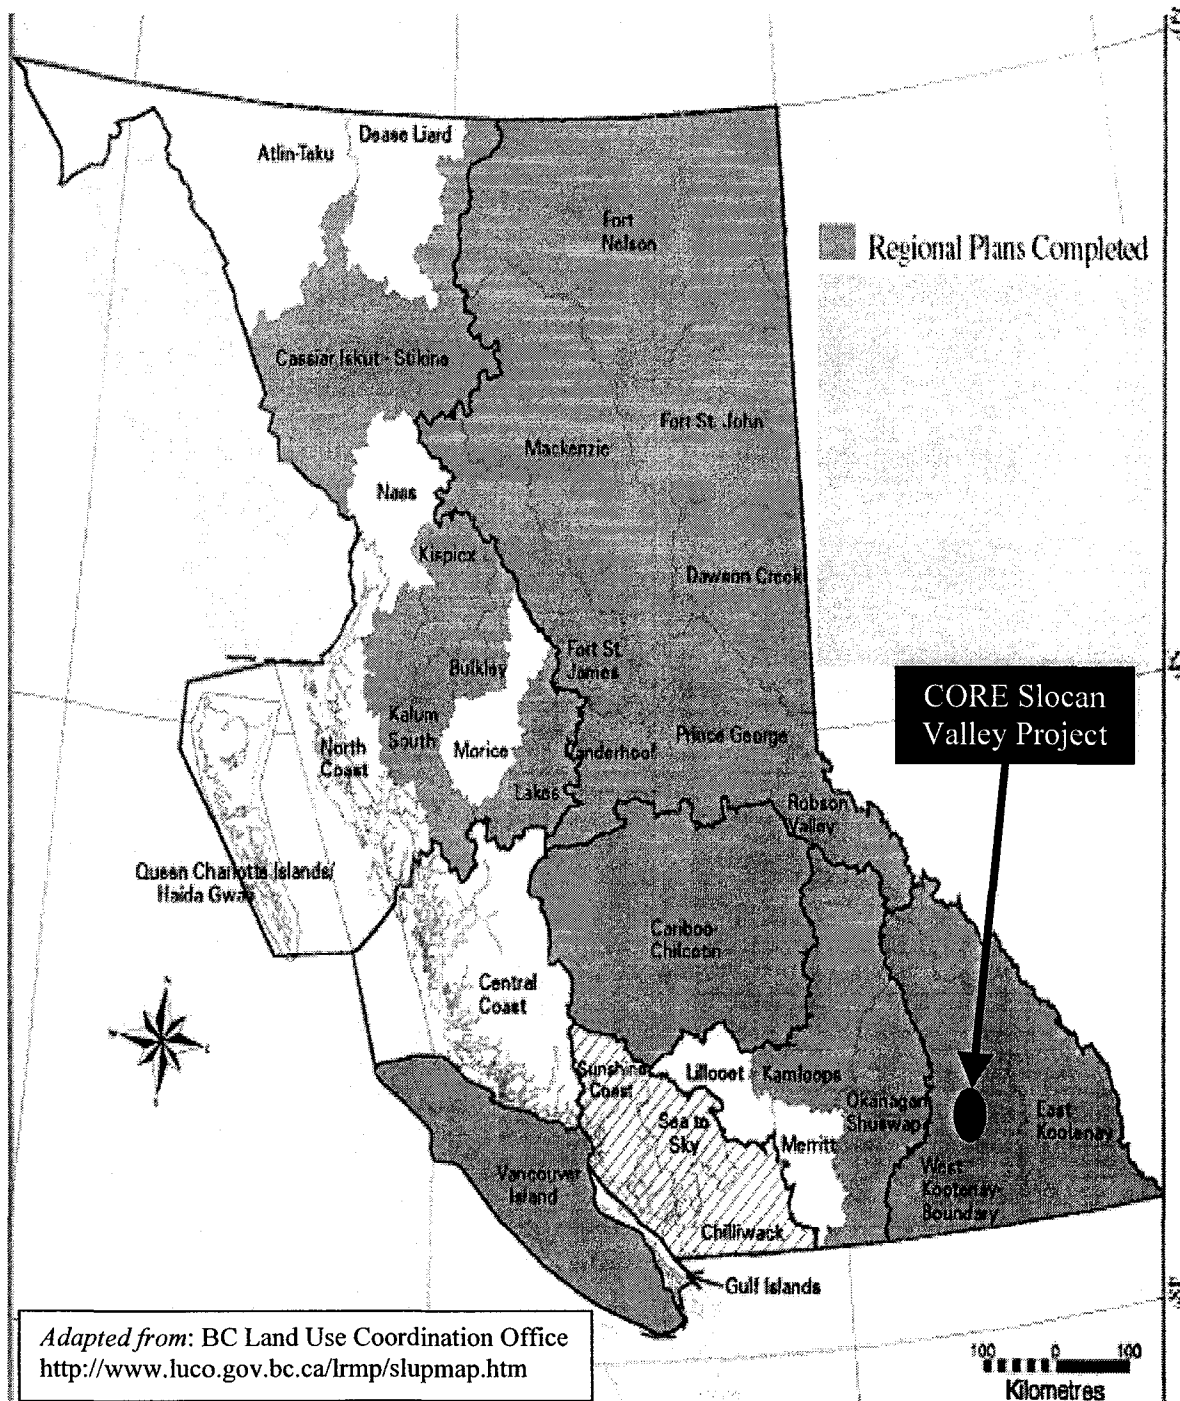 Dease Liard
Atlin-Taku
Fort
Nelson
Regional Plans Completed
Cassiar Iskut - Stikine
Fort St. John
Mackenzie
Nass
Kispiox
Dawson Creek
Fort St.
James
Bulkley
CORE Slocan
Valley Project
Kalum
South
North
Coast
Morice
Vanderhoof
Prince George
Lakes
Robson
Valley
Queen Charlotte Islands/
Haida Gwaii
Cariboo-
Chilcotin
Central
Coast
Sunshine
Coast
Lillooet
Kamloops
Okanagan
Shuswap
East
Kootenay
Sea to
Sky
Merritt
Vancouver
Island
West
Kootenay-
Boundary
Chilliwack
Gulf Islands
Adapted from: BC Land Use Coordination Office
http://www.luco.gov.bc.ca/lrmp/slupmap.htm
100 0 100
Kilometres